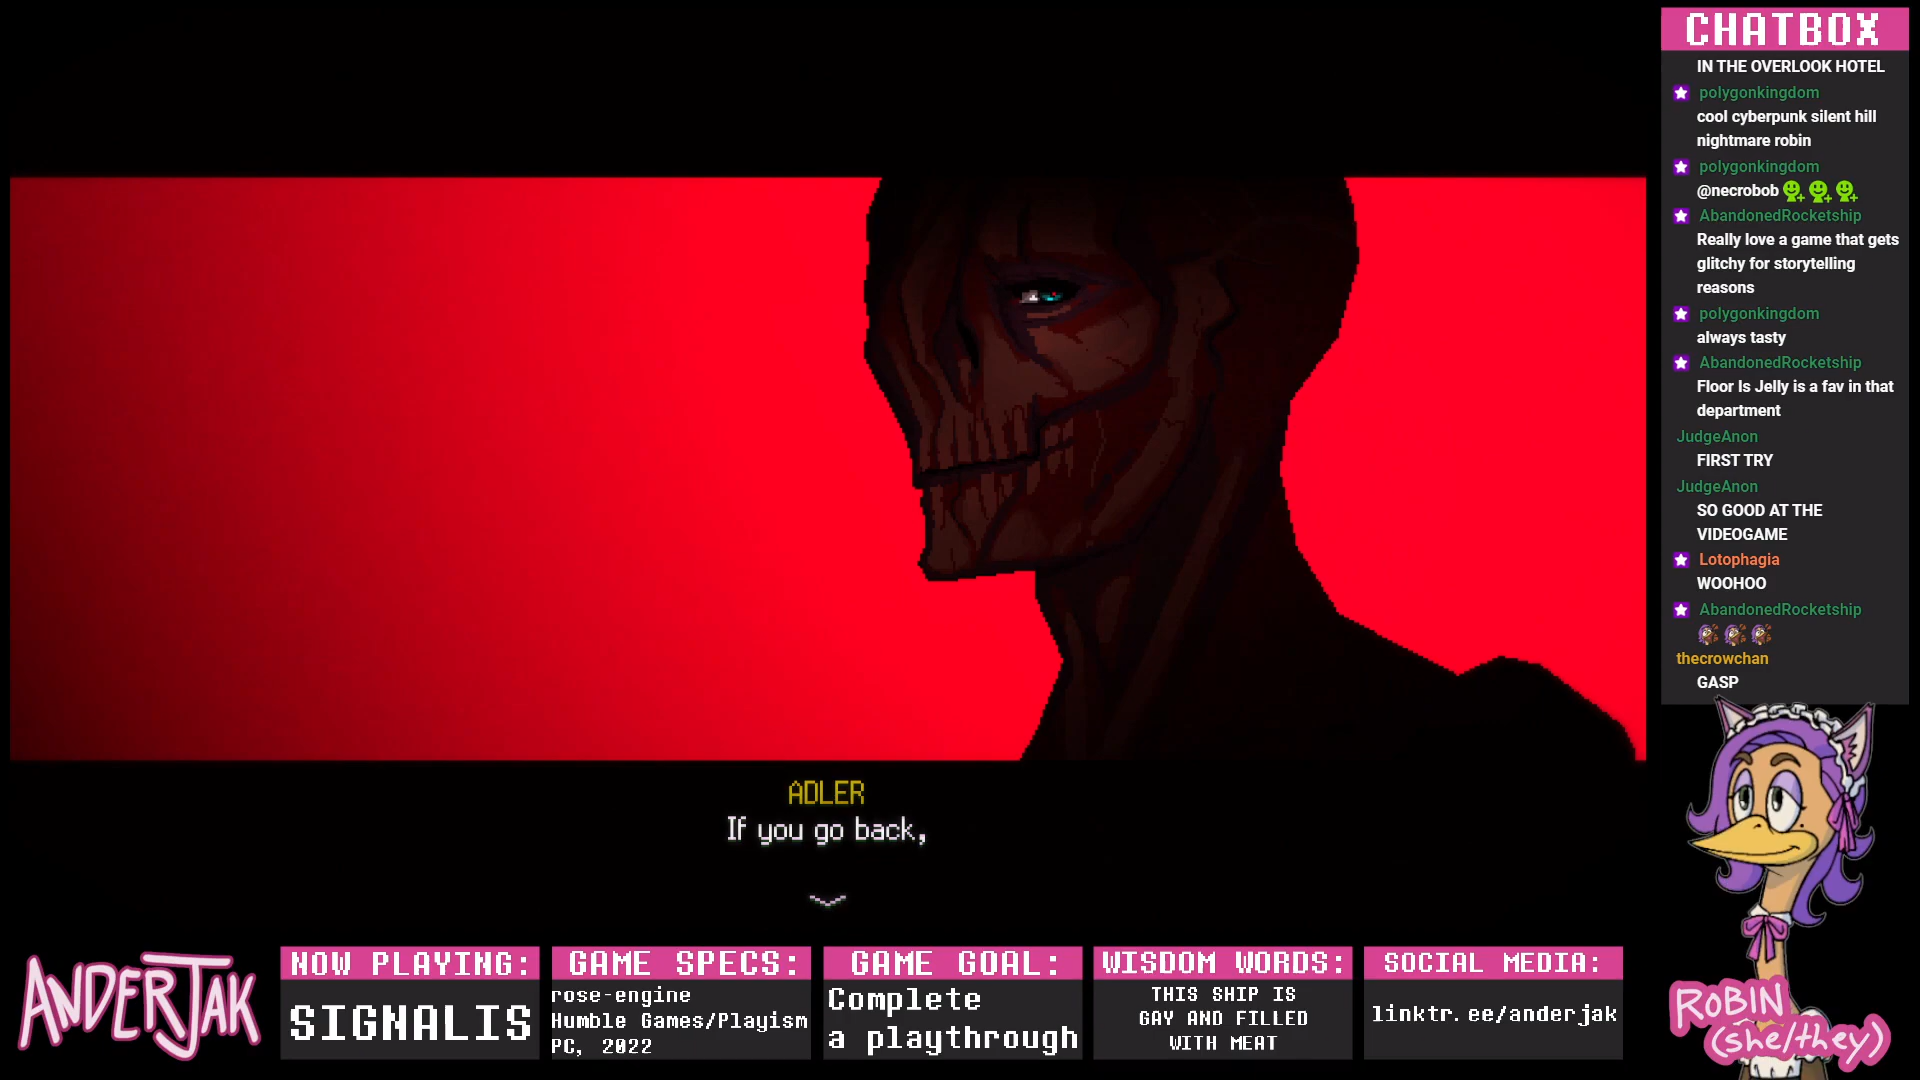 CHATBOX
IN THE OVERLOOK HOTEL
polygonkingdom
cool cyberpunk silent hill
nightmare robin
polygonkingdom
@necrobob
AbandonedRocketship
Really love a game that gets
glitchy for storytelling
reasons
polygonkingdom
always tasty
AbandonedRocketship
Floor Is Jelly is a fav in that
department
JudgeAnon
FIRST TRY
JudgeAnon
SO GOOD AT THE
VIDEOGAME
Lotophagia
WOOHOO
AbandonedRocketship
thecrowchan
GASP
ADLER
If you go back,
ANDERJAK
NOW PLAYING:
SIGNALIS
GAME SPECS:
rose-engine
Humble Games/Playism
PC, 2022
GAME GOAL:
Complete
a playthrough
WISDOM WORDS:
THIS SHIP IS
GAY AND FILLED
WITH MEAT
SOCIAL MEDIA:
linktr.ee/anderjak
ROBIN
(she/they)